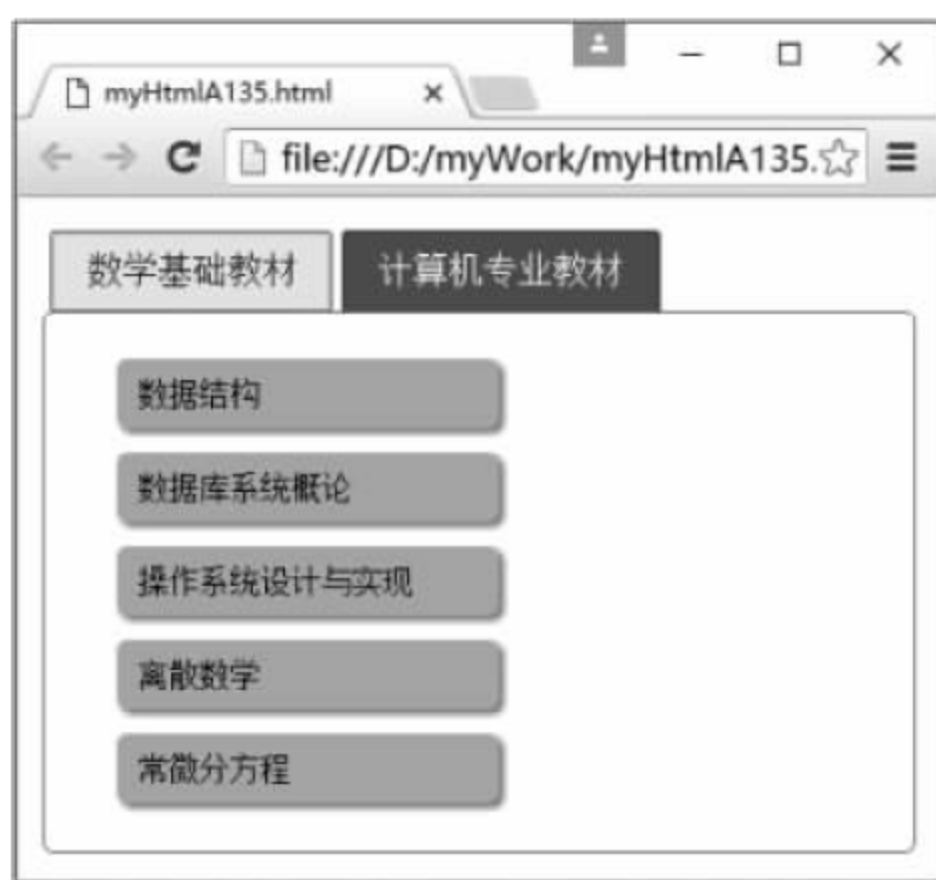 myHtmlA135.html
file:///D:/myWork/myHtmlA135.
数学基础教材 计算机专业教材
数据结构
数据库系统概论
操作系统设计与实现
离散数学
常微分方程